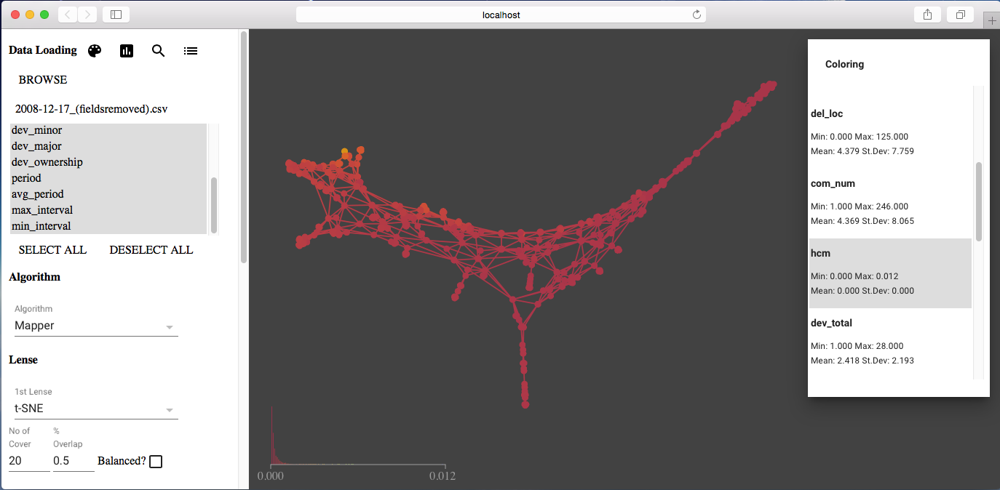 localhost
Data Loading
BROWSE
2008-12-17_(fieldsremoved).csv
dev_minor
dev_major
dev_ownership
period
avg_period
max_interval
min_interval
SELECT ALL DESELECT ALL
Algorithm
Algorithm
Mapper
Lense
1st Lense
t-SNE
No of Cover
% Overlap
20
0.5
Balanced?
0.000
0.012
Coloring
del_loc
Min: 0.000 Max: 125.000
Mean: 4.379 St.Dev: 7.759
com_num
Min: 1.000 Max: 246.000
Mean: 4.369 St.Dev: 8.065
hcm
Min: 0.000 Max: 0.012
Mean: 0.000 St.Dev: 0.000
dev_total
Min: 1.000 Max: 28.000
Mean: 2.418 St.Dev: 2.193